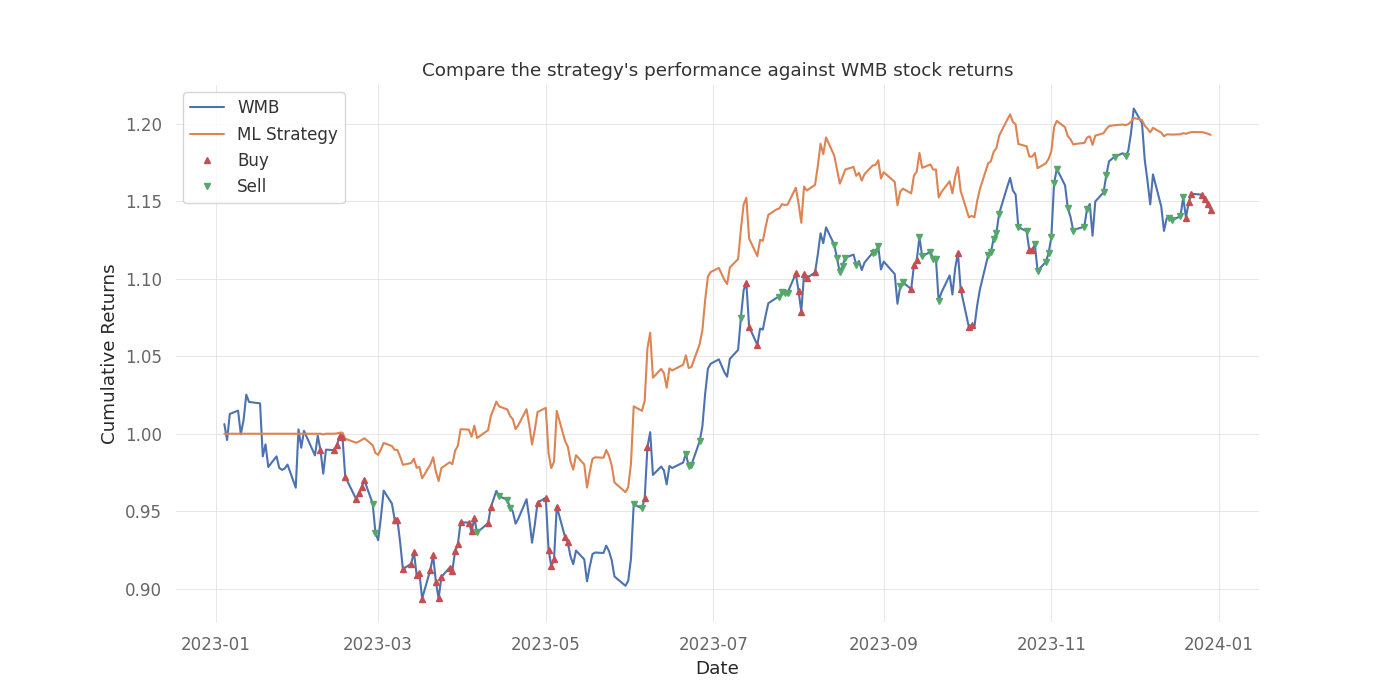 Compare the strategy's performance against WMB stock returns
WMB
ML Strategy
Buy
Sell
1.20
1.15
1.10
1.05
1.00
0.95
0.90
Cumulative Returns
2023-01
2023-03
2023-05
2023-07
2023-09
2023-11
2024-01
Date